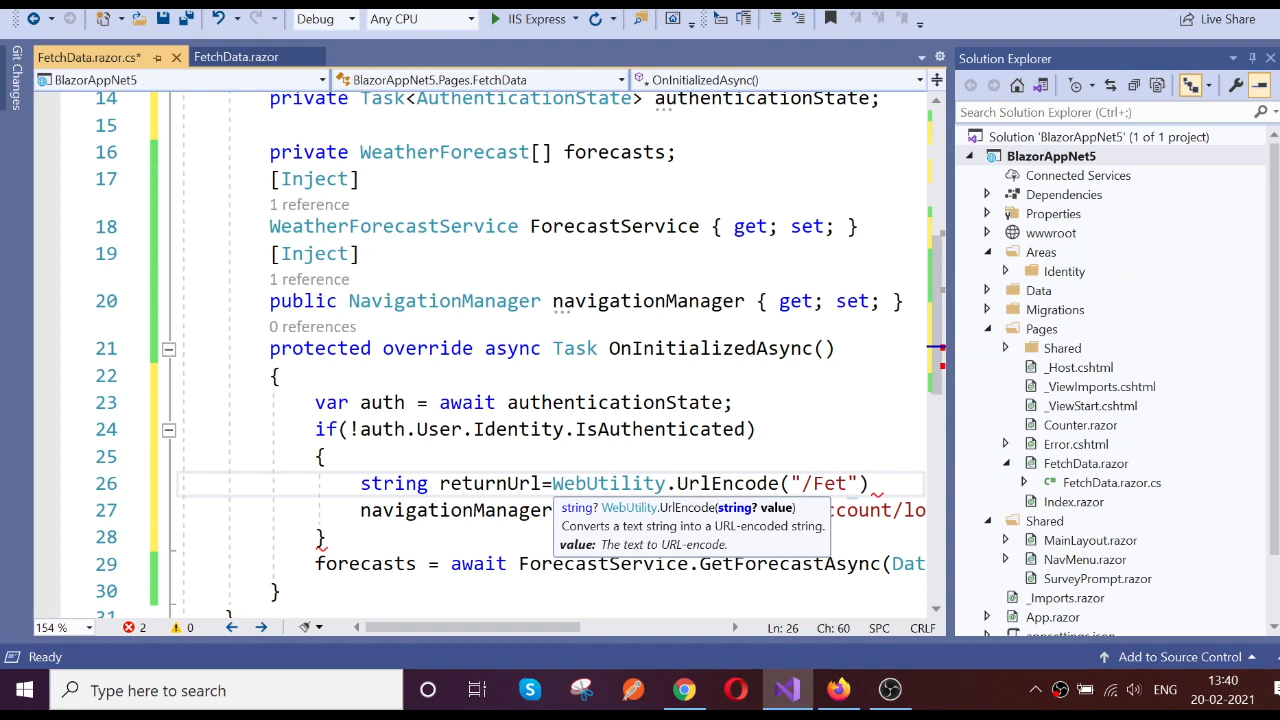 Debug
Any CPU
IIS Express
Live Share
Git Changes
FetchData.razor.cs*
FetchData.razor
BlazorAppNet5
BlazorAppNet5.Pages.FetchData
OnInitializedAsync()
14 private Task<AuthenticationState> authenticationState;
15
16 private WeatherForecast[] forecasts;
17 [Inject]
1 reference
18 WeatherForecastService ForecastService { get; set; }
19 [Inject]
1 reference
20 public NavigationManager navigationManager { get; set; }
0 references
21 protected override async Task OnInitializedAsync()
22 {
23 var auth = await authenticationState;
24 if(!auth.User.Identity.IsAuthenticated)
25 {
26 string returnUrl=WebUtility.UrlEncode("/Fet")
string? WebUtility.UrlEncode(string? value)
27 navigationManager ccount/lo
Converts a text string into a URL-encoded string.
28 }
value: The text to URL-encode.
29 forecasts = await ForecastService.GetForecastAsync(Dat
30 }
31 }
154 %
2
0
Ln: 26
Ch: 60
SPC
CRLF
Solution Explorer
Search Solution Explorer (Ctrl+;)
Solution 'BlazorAppNet5' (1 of 1 project)
BlazorAppNet5
Connected Services
Dependencies
Properties
wwwroot
Areas
Identity
Data
Migrations
Pages
Shared
_Host.cshtml
_ViewImports.cshtml
_ViewStart.cshtml
Counter.razor
Error.cshtml
FetchData.razor
FetchData.razor.cs
Index.razor
Shared
MainLayout.razor
NavMenu.razor
SurveyPrompt.razor
_Imports.razor
App.razor
appsettings.json
Ready
Add to Source Control
Type here to search
ENG
13:40
20-02-2021